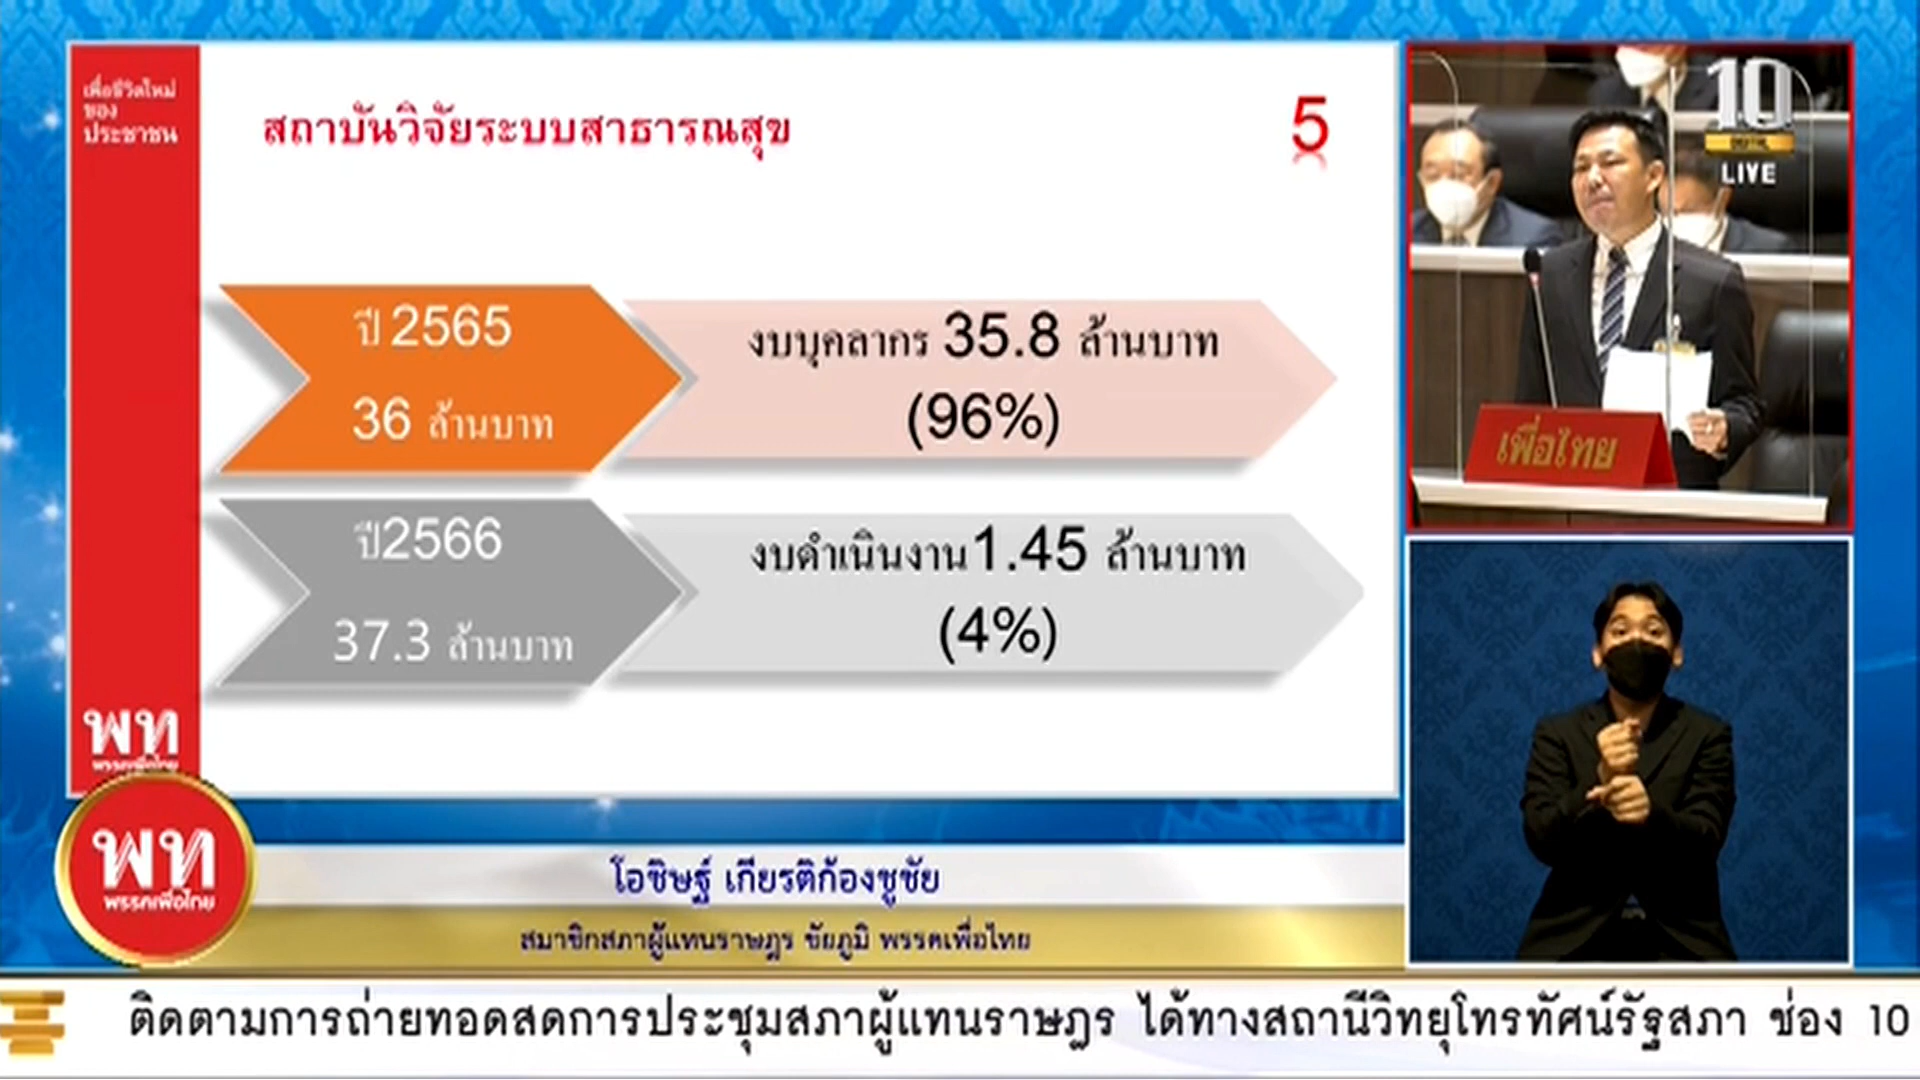 เพื่อชีวิตใหม่
ของ
ประชาชน
สถาบันวิจัยระบบสาธารณสุข
5
ปี 2565
36 ล้านบาท
งบบุคลากร 35.8 ล้านบาท
(96%)
ปี2566
37.3 ล้านบาท
งบดำเนินงาน1.45 ล้านบาท
(4%)
พท
พรรคเพื่อไทย
10
DIGITAL
LIVE
เพื่อไทย
พท
พรรคเพื่อไทย
โอชิษฐ์ เกียรติก้องชูชัย
สมาชิกสภาผู้แทนราษฎร ชัยภูมิ พรรคเพื่อไทย
ติดตามการถ่ายทอดสดการประชุมสภาผู้แทนราษฎร ได้ทางสถานีวิทยุโทรทัศน์รัฐสภา ช่อง 10